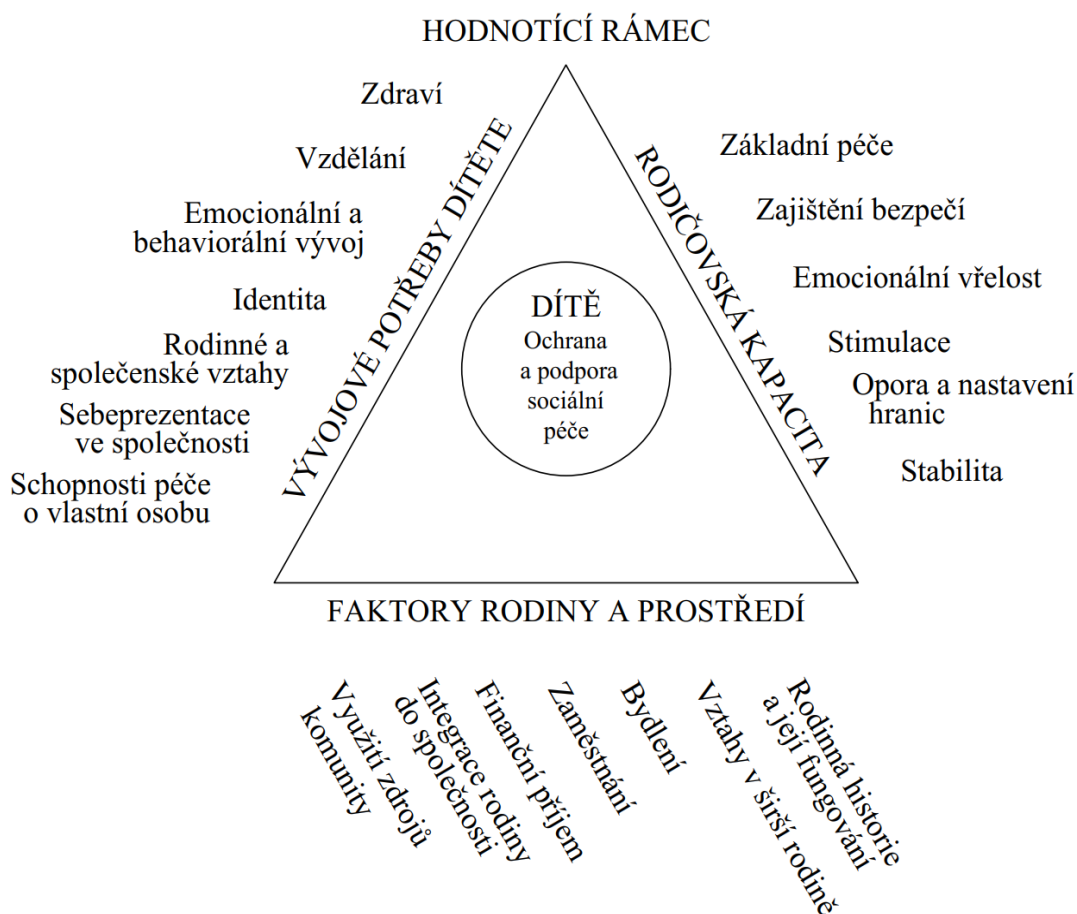 HODNOTÍCÍ RÁMEC
Zdraví
Vzdělání
Emocionální a
behaviorální vývoj
Identita
Rodinné a
společenské vztahy
Sebeprezentace
ve společnosti
Schopnosti péče
o vlastní osobu
VÝVOJOVÉ POTŘEBY DÍTĚTE
DÍTĚ
Ochrana
a podpora
sociální
péče
RODIČOVSKÁ KAPACITA
Základní péče
Zajištění bezpečí
Emocionální vřelost
Stimulace
Opora a nastavení
hranic
Stabilita
FAKTORY RODINY A PROSTŘEDÍ
Využití zdrojů
komunity
Integrace rodiny
do společnosti
Finanční příjem
Zaměstnání
Bydlení
Vztahy v širší rodině
Rodinná historie
a její fungování